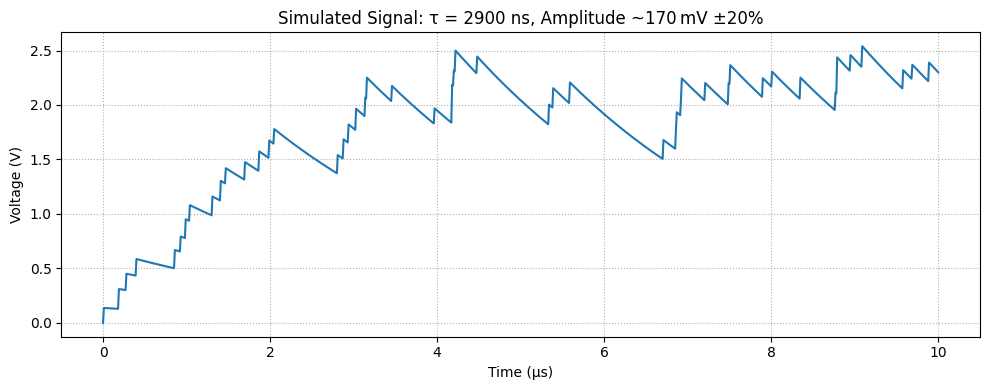 Simulated Signal: τ = 2900 ns, Amplitude ~170 mV ±20%
Voltage (V)
2.5
2.0
1.5
1.0
0.5
0.0
0 2 4 6 8 10
Time (µs)